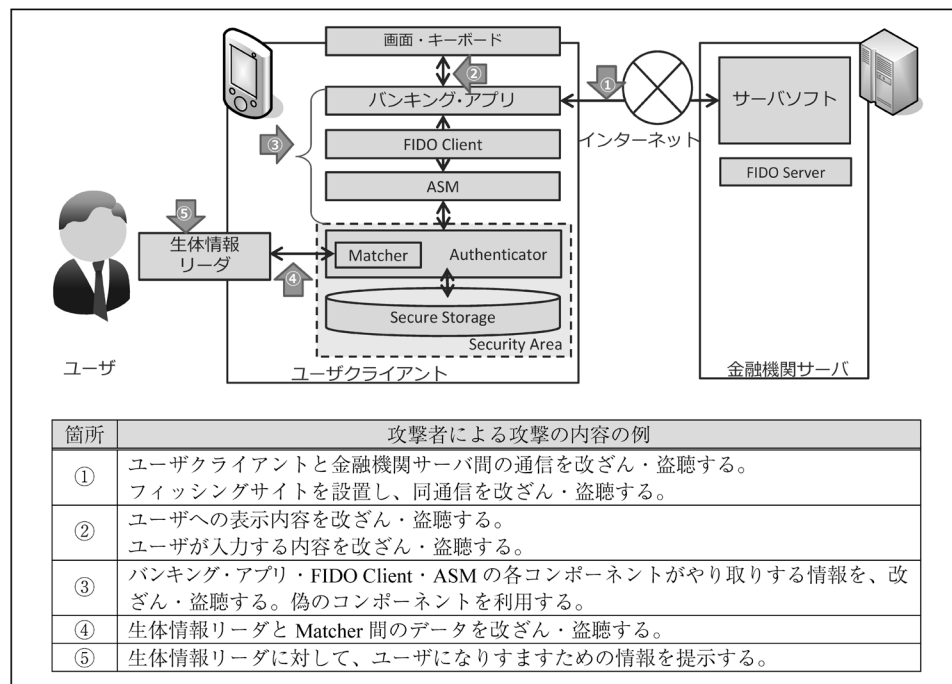 画面・キーボード
②
①
バンキング・アプリ
サーバソフト
③
FIDO Client
インターネット
ASM
FIDO Server
⑤
生体情報
リーダ
Matcher
Authenticator
④
Secure Storage
Security Area
ユーザ
ユーザクライアント
金融機関サーバ
箇所 攻撃者による攻撃の内容の例
① ユーザクライアントと金融機関サーバ間の通信を改ざん・盗聴する。
フィッシングサイトを設置し、同通信を改ざん・盗聴する。
② ユーザへの表示内容を改ざん・盗聴する。
ユーザが入力する内容を改ざん・盗聴する。
③ バンキング・アプリ・FIDO Client・ASM の各コンポーネントがやり取りする情報を、改
ざん・盗聴する。偽のコンポーネントを利用する。
④ 生体情報リーダと Matcher 間のデータを改ざん・盗聴する。
⑤ 生体情報リーダに対して、ユーザになりすますための情報を提示する。